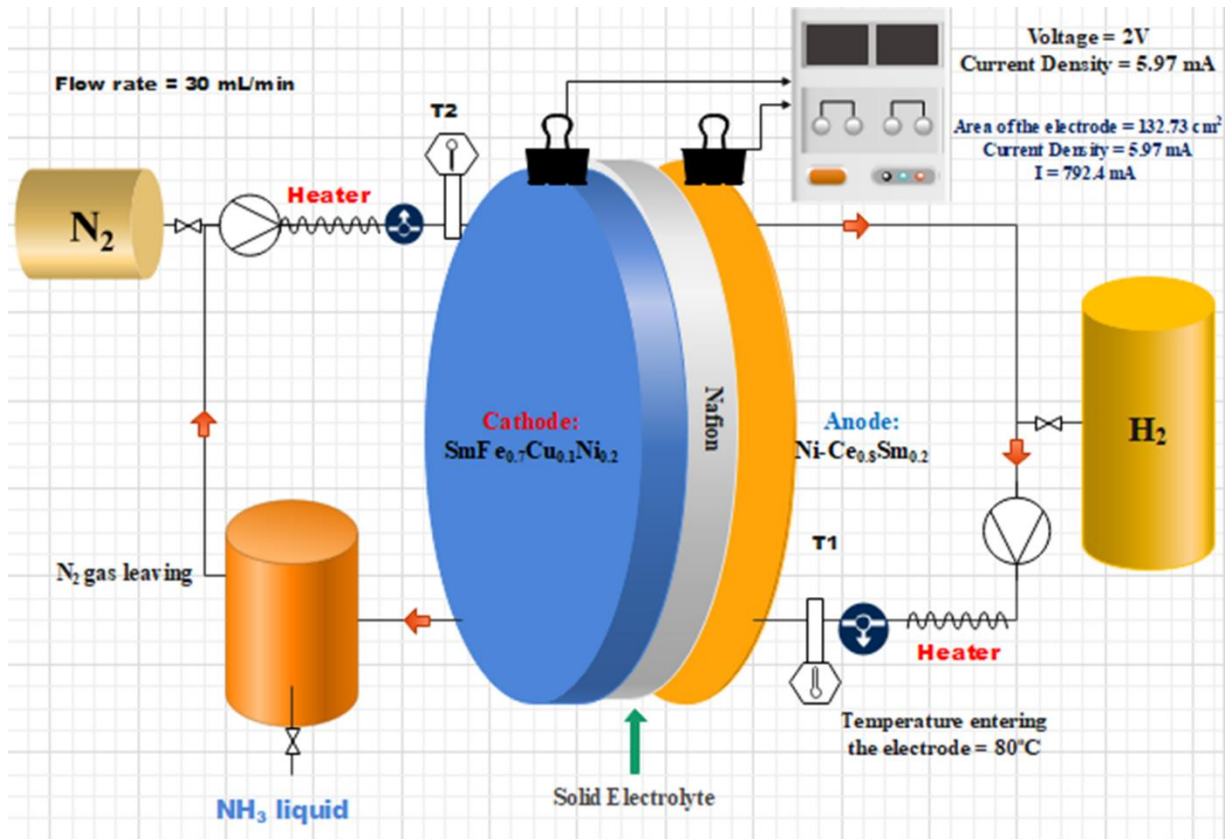 Flow rate = 30 mL/min
Voltage = 2V
Current Density = 5.97 mA
Area of the electrode = 132.73 cm²
Current Density = 5.97 mA
I = 792.4 mA
T2
Heater
N₂
Cathode:
SmFe₀.₇Cu₀.₁Ni₀.₂
Nafion
Anode:
Ni-Ce₀.₈Sm₀.₂
H₂
N₂ gas leaving
T1
Heater
Temperature entering
the electrode = 80°C
Solid Electrolyte
NH₃ liquid